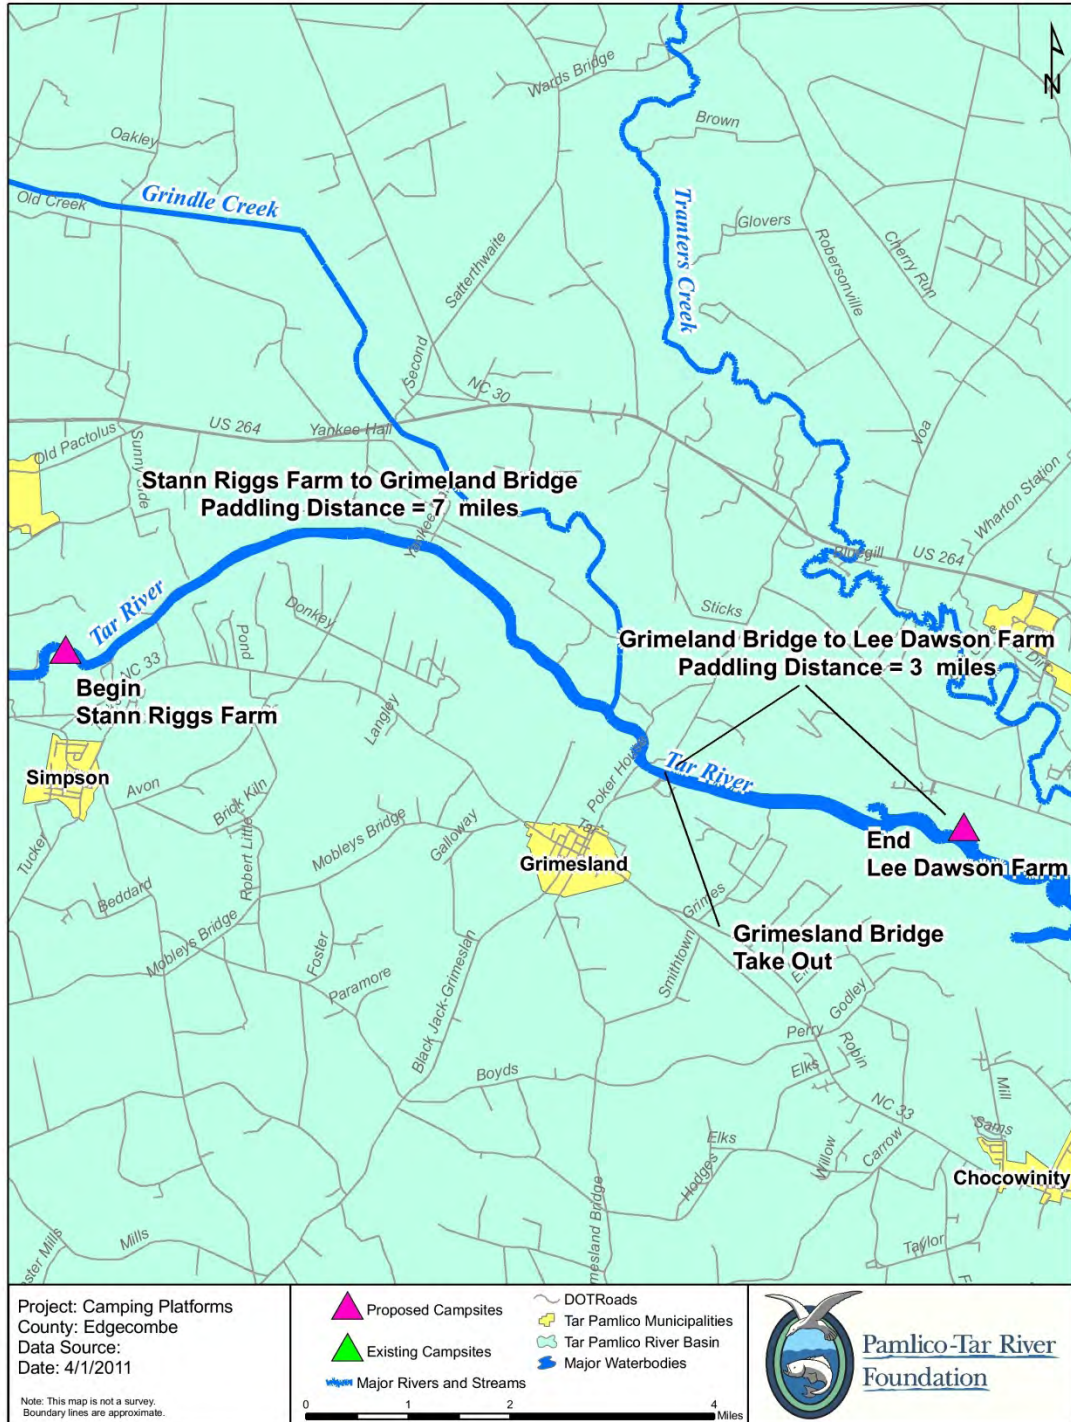 Wards Bridge
Brown
Oakley
Old Creek
Grindle Creek
Tranters Creek
Glovers
Robersonville
Cherry Run
Satterthwaite
Second
NC 30
US 264
Yankee Hall
Old Pactolus
Voa
Wharton Station
Stann Riggs Farm to Grimeland Bridge
Paddling Distance = 7 miles
US 264
Sticks
Tar River
NC 33
Pond
Donkey
Grimeland Bridge to Lee Dawson Farm
Paddling Distance = 3 miles
Begin
Stann Riggs Farm
Langley
Simpson
Avon
Brick Kiln
Robert Little
Mobleys Bridge
Galloway
Poker House
Tar
Tar River
Grimesland
End
Lee Dawson Farm
Tucker
Beddard
Mobleys Bridge
Foster
Paramore
Black Jack-Grimeslan
Grimes
Smithtown
Grimesland Bridge
Take Out
Godley
Perry
Robin
Elks
Boyds
NC 33
Mill
Sams
Elks
Hodges
Willow
Carrow
Chocowinity
Mills
mesland Bridge
Taylor
Project: Camping Platforms
County: Edgecombe
Data Source:
Date: 4/1/2011
Note: This map is not a survey.
Boundary lines are approximate.
Proposed Campsites
Existing Campsites
Major Rivers and Streams
DOTRoads
Tar Pamlico Municipalities
Tar Pamlico River Basin
Major Waterbodies
0 1 2 4
Miles
Pamlico-Tar River
Foundation
N